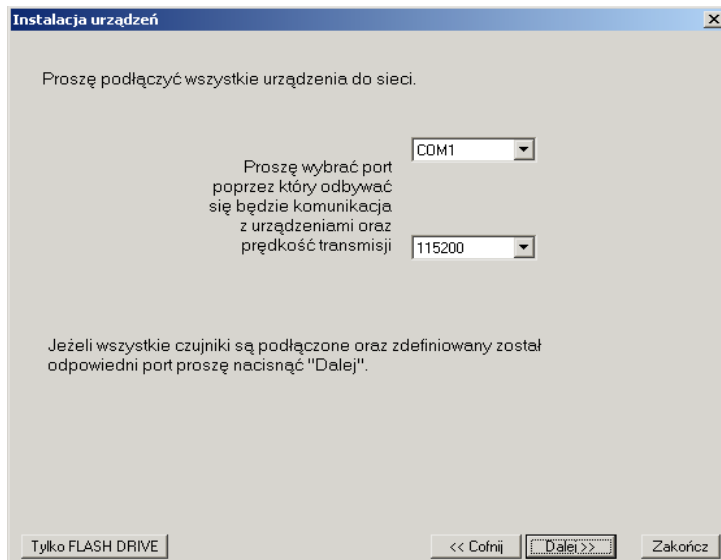 Instalacja urządzeń
Proszę podłączyć wszystkie urządzenia do sieci.
COM1
Proszę wybrać port
poprzez który odbywać
się będzie komunikacja
z urządzeniami oraz
prędkość transmisji
115200
Jeżeli wszystkie czujniki są podłączone oraz zdefiniowany został
odpowiedni port proszę nacisnąć "Dalej".
Tylko FLASH DRIVE
<< Cofnij
Dalej >>
Zakończ